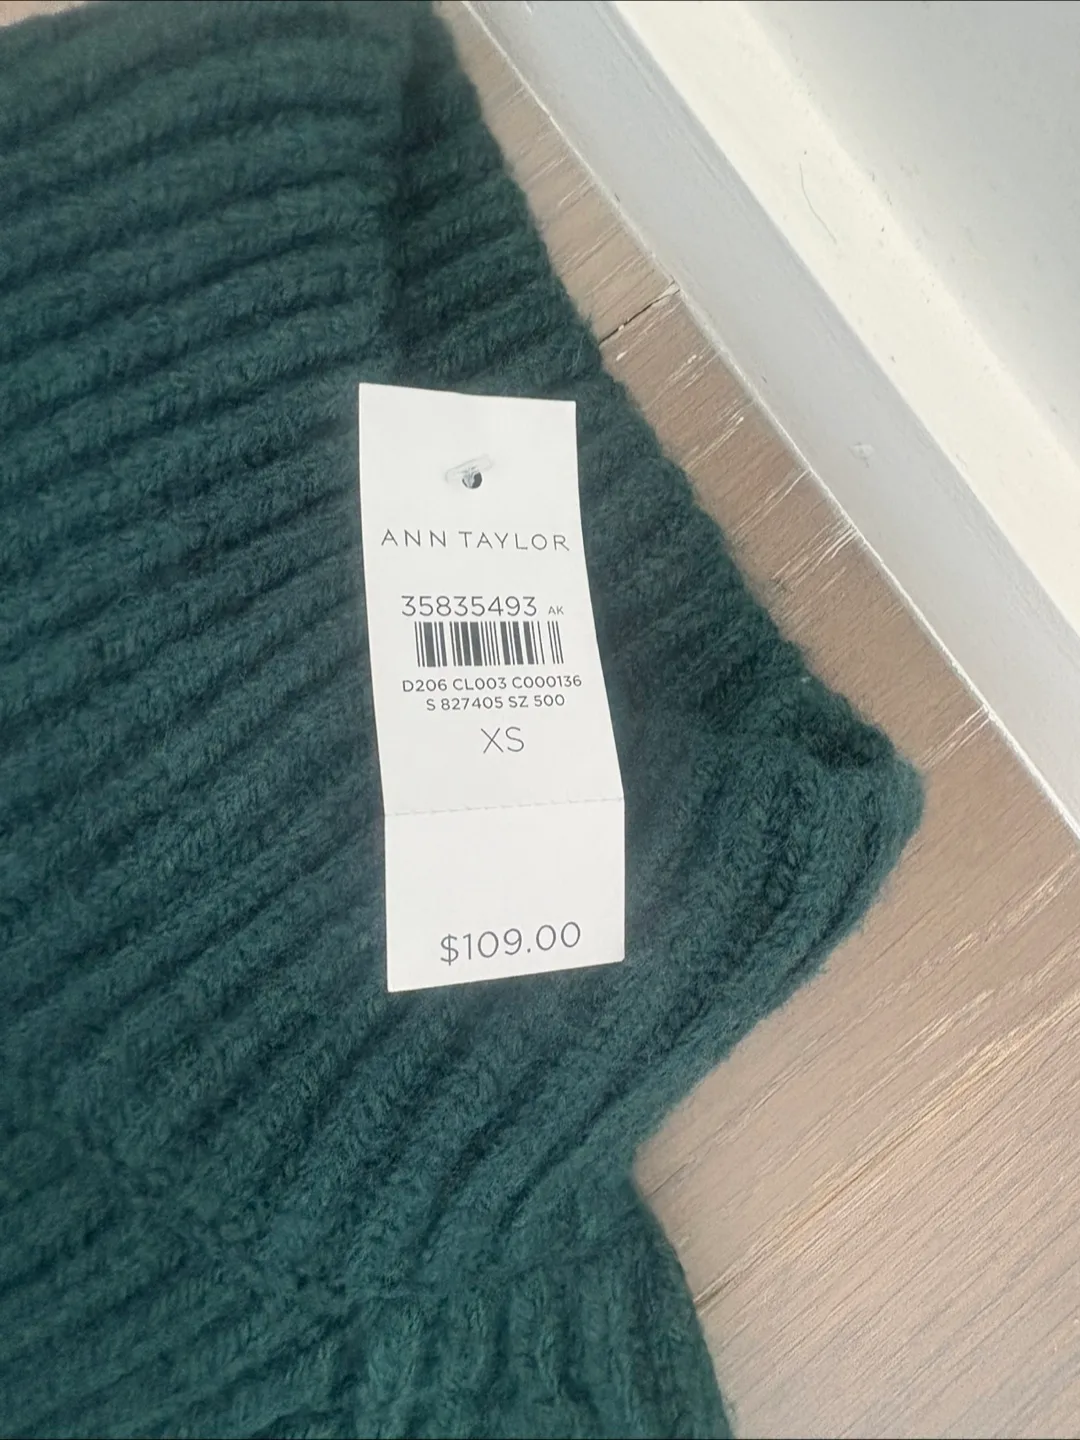 ANN TAYLOR
35835493 AK
D206 CL003 C000136
S 827405 SZ 500
XS
$109.00